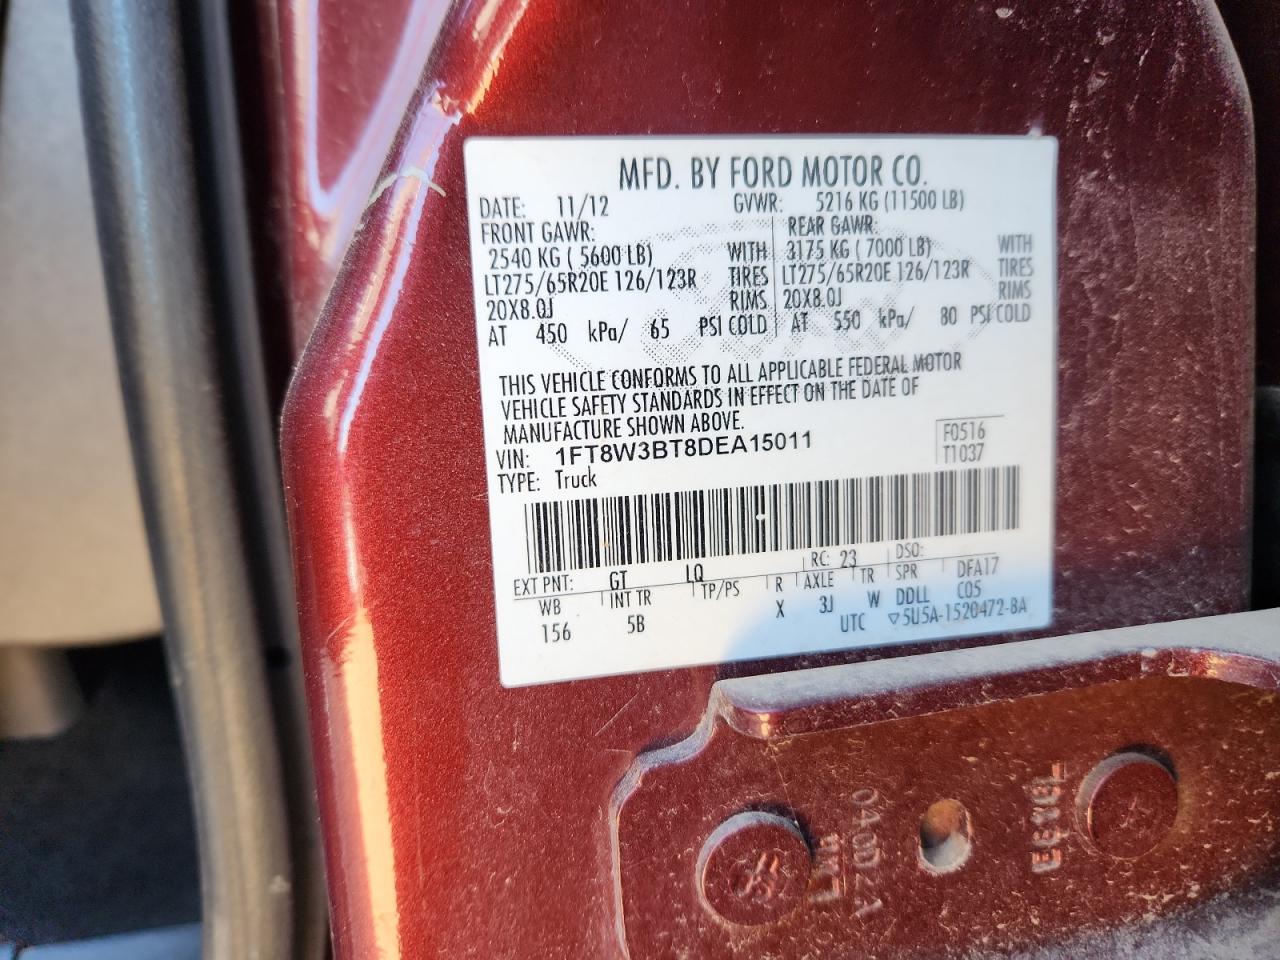 MFD. BY FORD MOTOR CO.
DATE: 11/12 GVWR: 5216 KG (11500 LB)
FRONT GAWR: REAR GAWR:
2540 KG ( 5600 LB) WITH 3175 KG ( 7000 LB) WITH
LT275/65R20E 126/123R TIRES LT275/65R20E 126/123R TIRES
20X8.0J RIMS 20X8.0J RIMS
AT 450 kPa/ 65 PSI COLD AT 550 kPa/ 80 PSI COLD
THIS VEHICLE CONFORMS TO ALL APPLICABLE FEDERAL MOTOR
VEHICLE SAFETY STANDARDS IN EFFECT ON THE DATE OF
MANUFACTURE SHOWN ABOVE.
VIN: 1FT8W3BT8DEA15011 F0516
TYPE: Truck T1037
EXT PNT: GT LQ RC: 23 DSO:
WB INT TR TP/PS R AXLE TR SPR DFA17
156 5B X 3J W DDLL C05
UTC ▽5U5A-1520472-BA